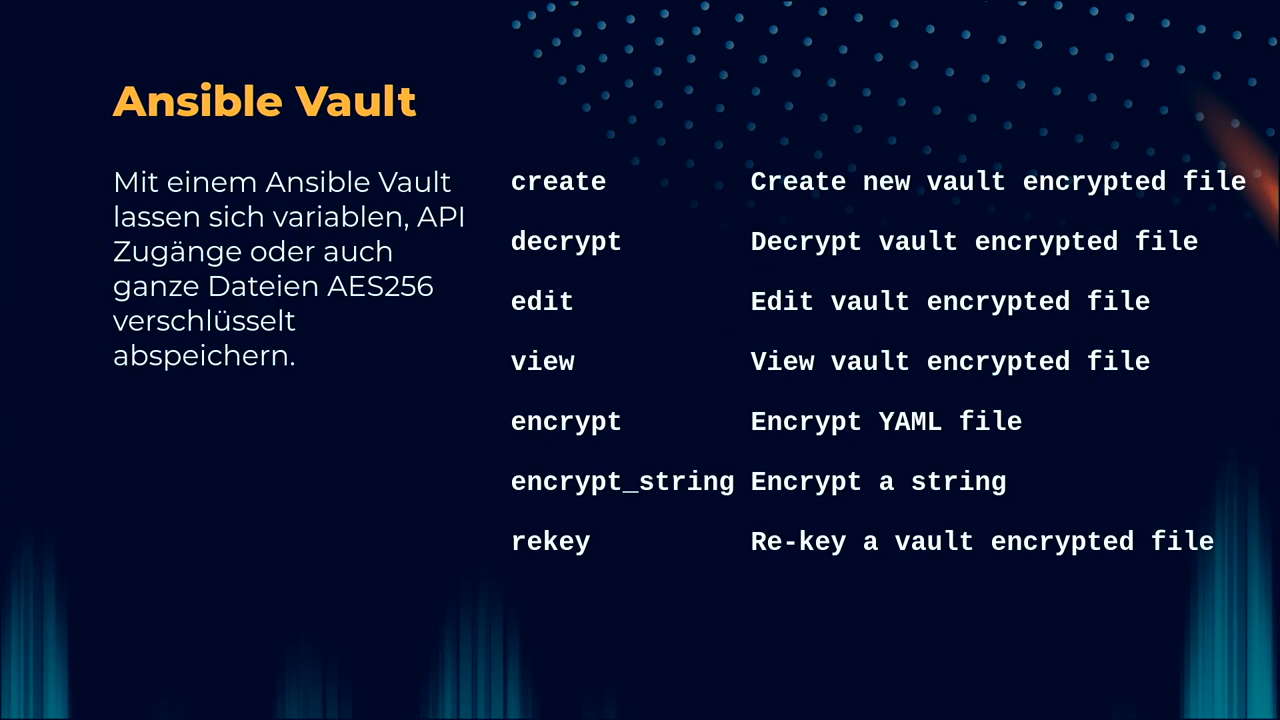 Ansible Vault
Mit einem Ansible Vault
lassen sich variablen, API
Zugänge oder auch
ganze Dateien AES256
verschlüsselt
abspeichern.
create Create new vault encrypted file
decrypt Decrypt vault encrypted file
edit Edit vault encrypted file
view View vault encrypted file
encrypt Encrypt YAML file
encrypt_string Encrypt a string
rekey Re-key a vault encrypted file